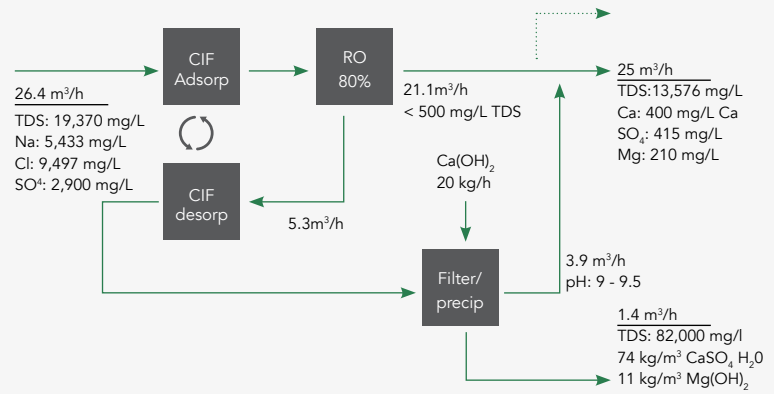 CIF
Adsorp
RO
80%
26.4 m³/h
TDS: 19,370 mg/L
Na: 5,433 mg/L
Cl: 9,497 mg/L
SO⁴: 2,900 mg/L
21.1m³/h
< 500 mg/L TDS
25 m³/h
TDS:13,576 mg/L
Ca: 400 mg/L Ca
SO₄: 415 mg/L
Mg: 210 mg/L
CIF
desorp
5.3m³/h
Ca(OH)₂
20 kg/h
Filter/
precip
3.9 m³/h
pH: 9 - 9.5
1.4 m³/h
TDS: 82,000 mg/l
74 kg/m³ CaSO₄ H₂0
11 kg/m³ Mg(OH)₂